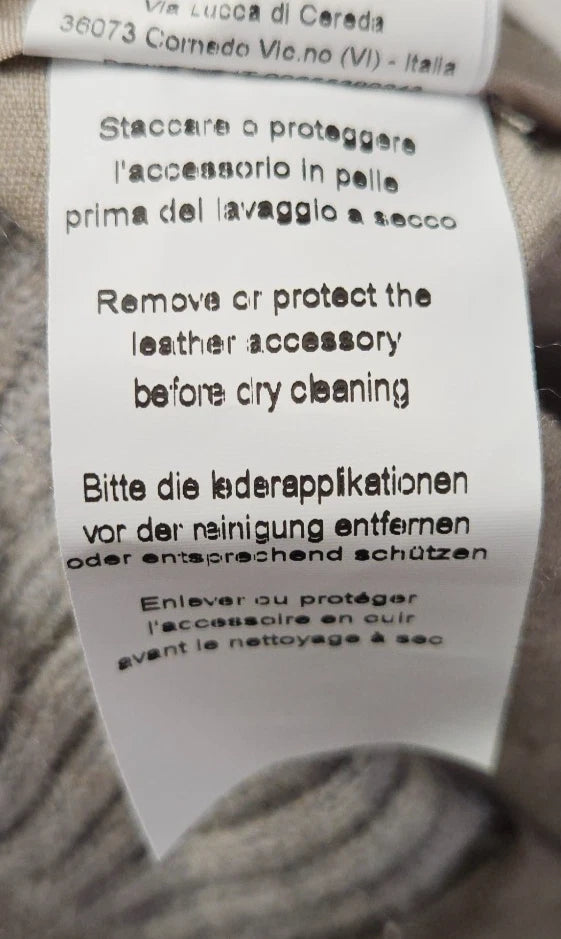 Via Lucca di Cereda
36073 Cornedo Vic.no (VI) - Italia
Staccare o proteggere
l'accessorio in pelle
prima del lavaggio a secco
Remove or protect the
leather accessory
before dry cleaning
Bitte die lederapplikationen
vor der reinigung entfernen
oder entsprechend schützen
Enlever ou protéger
l'accessoire en cuir
avant le nettoyage à sec